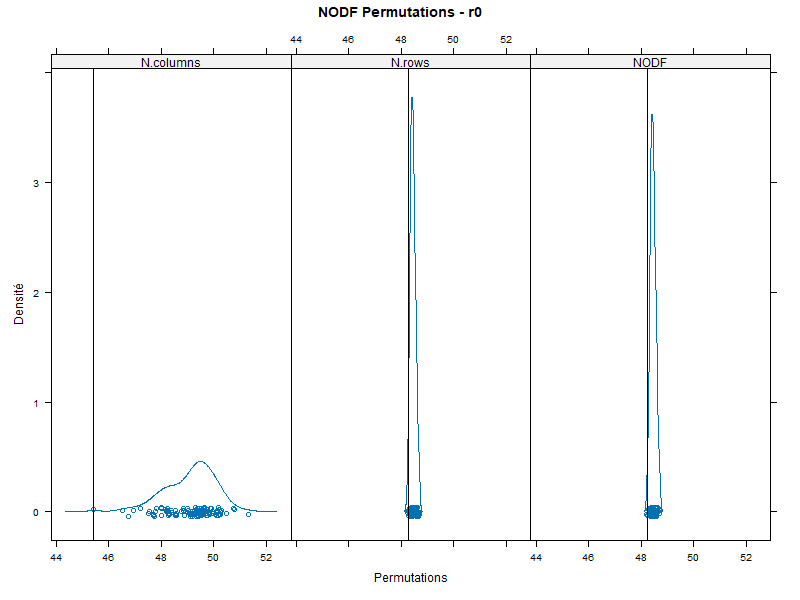 NODF Permutations - r0
44 46 48 50 52
N.columns N.rows NODF
3
2
1
0
Densité
44 46 48 50 52 44 46 48 50 52
Permutations